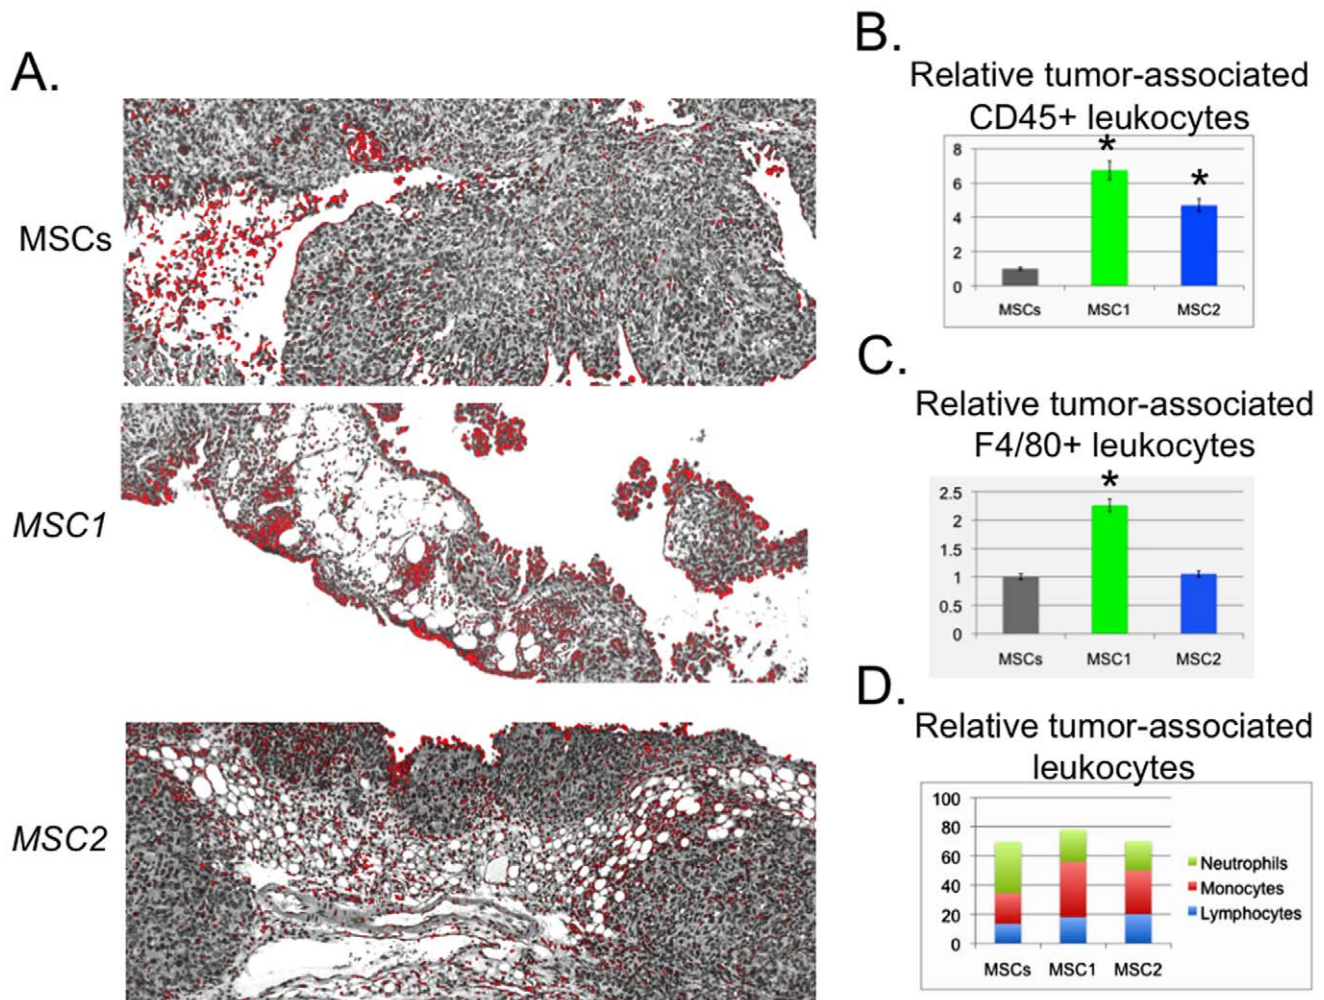 A.
MSCs
MSC1
MSC2
B.
Relative tumor-associated
CD45+ leukocytes
8
6
4
2
0
*
*
MSCs MSC1 MSC2
C.
Relative tumor-associated
F4/80+ leukocytes
2.5
2
1.5
1
0.5
0
*
MSCs MSC1 MSC2
D.
Relative tumor-associated
leukocytes
100
80
60
40
20
0
MSCs MSC1 MSC2
Neutrophils
Monocytes
Lymphocytes